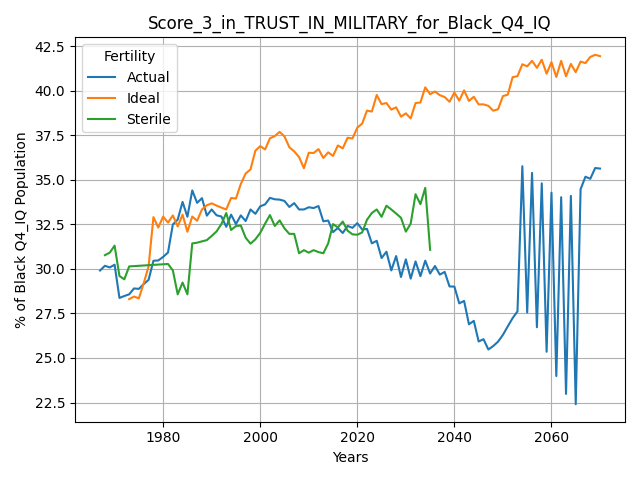 Score_3_in_TRUST_IN_MILITARY_for_Black_Q4_IQ
Fertility
Actual
Ideal
Sterile
% of Black Q4_IQ Population
42.5
40.0
37.5
35.0
32.5
30.0
27.5
25.0
22.5
1980
2000
2020
2040
2060
Years